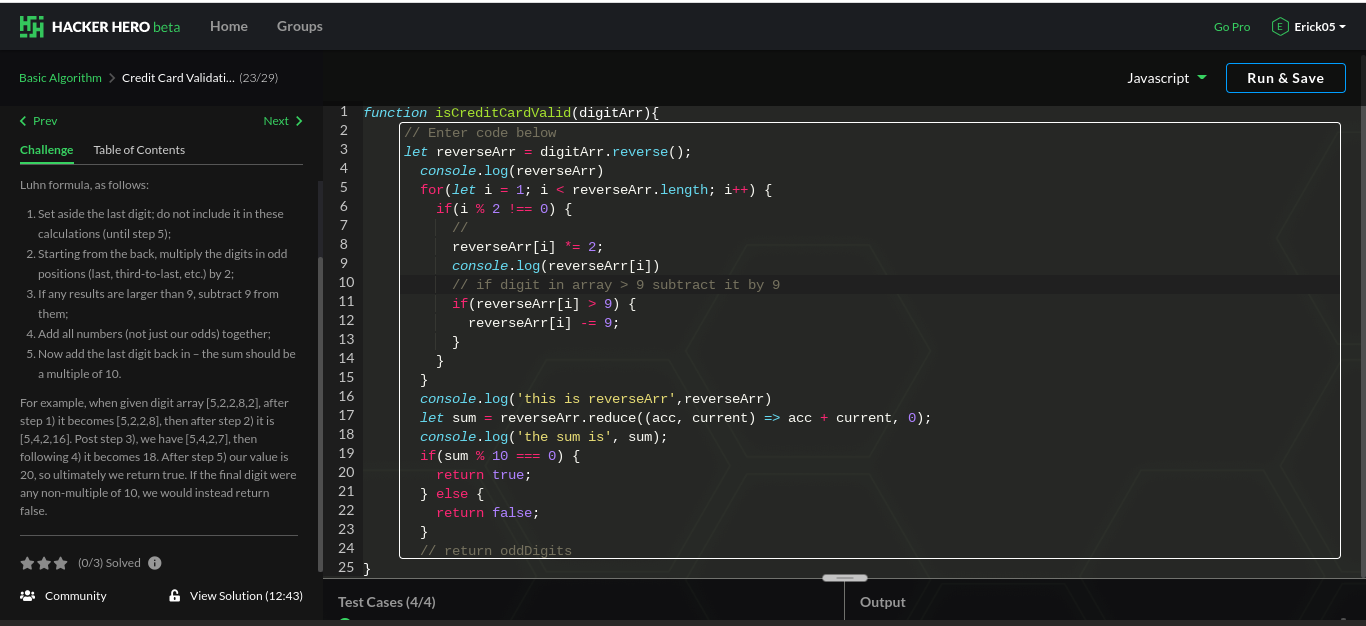 HACKER HERO beta
Home
Groups
Go Pro
E
Erick05
Basic Algorithm > Credit Card Validati... (23/29)
Javascript
Run & Save
Prev
Next
Challenge
Table of Contents
Luhn formula, as follows:
1. Set aside the last digit; do not include it in these
calculations (until step 5);
2. Starting from the back, multiply the digits in odd
positions (last, third-to-last, etc.) by 2;
3. If any results are larger than 9, subtract 9 from
them;
4. Add all numbers (not just our odds) together;
5. Now add the last digit back in – the sum should be
a multiple of 10.
For example, when given digit array [5,2,2,8,2], after
step 1) it becomes [5,2,2,8], then after step 2) it is
[5,4,2,16]. Post step 3), we have [5,4,2,7], then
following 4) it becomes 18. After step 5) our value is
20, so ultimately we return true. If the final digit were
any non-multiple of 10, we would instead return
false.
(0/3) Solved
Community
View Solution (12:43)
1 function isCreditCardValid(digitArr){
2 // Enter code below
3 let reverseArr = digitArr.reverse();
4 console.log(reverseArr)
5 for(let i = 1; i < reverseArr.length; i++) {
6 if(i % 2 !== 0) {
7 //
8 reverseArr[i] *= 2;
9 console.log(reverseArr[i])
10 // if digit in array > 9 subtract it by 9
11 if(reverseArr[i] > 9) {
12 reverseArr[i] -= 9;
13 }
14 }
15 }
16 console.log('this is reverseArr',reverseArr)
17 let sum = reverseArr.reduce((acc, current) => acc + current, 0);
18 console.log('the sum is', sum);
19 if(sum % 10 === 0) {
20 return true;
21 } else {
22 return false;
23 }
24 // return oddDigits
25 }
Test Cases (4/4)
Output